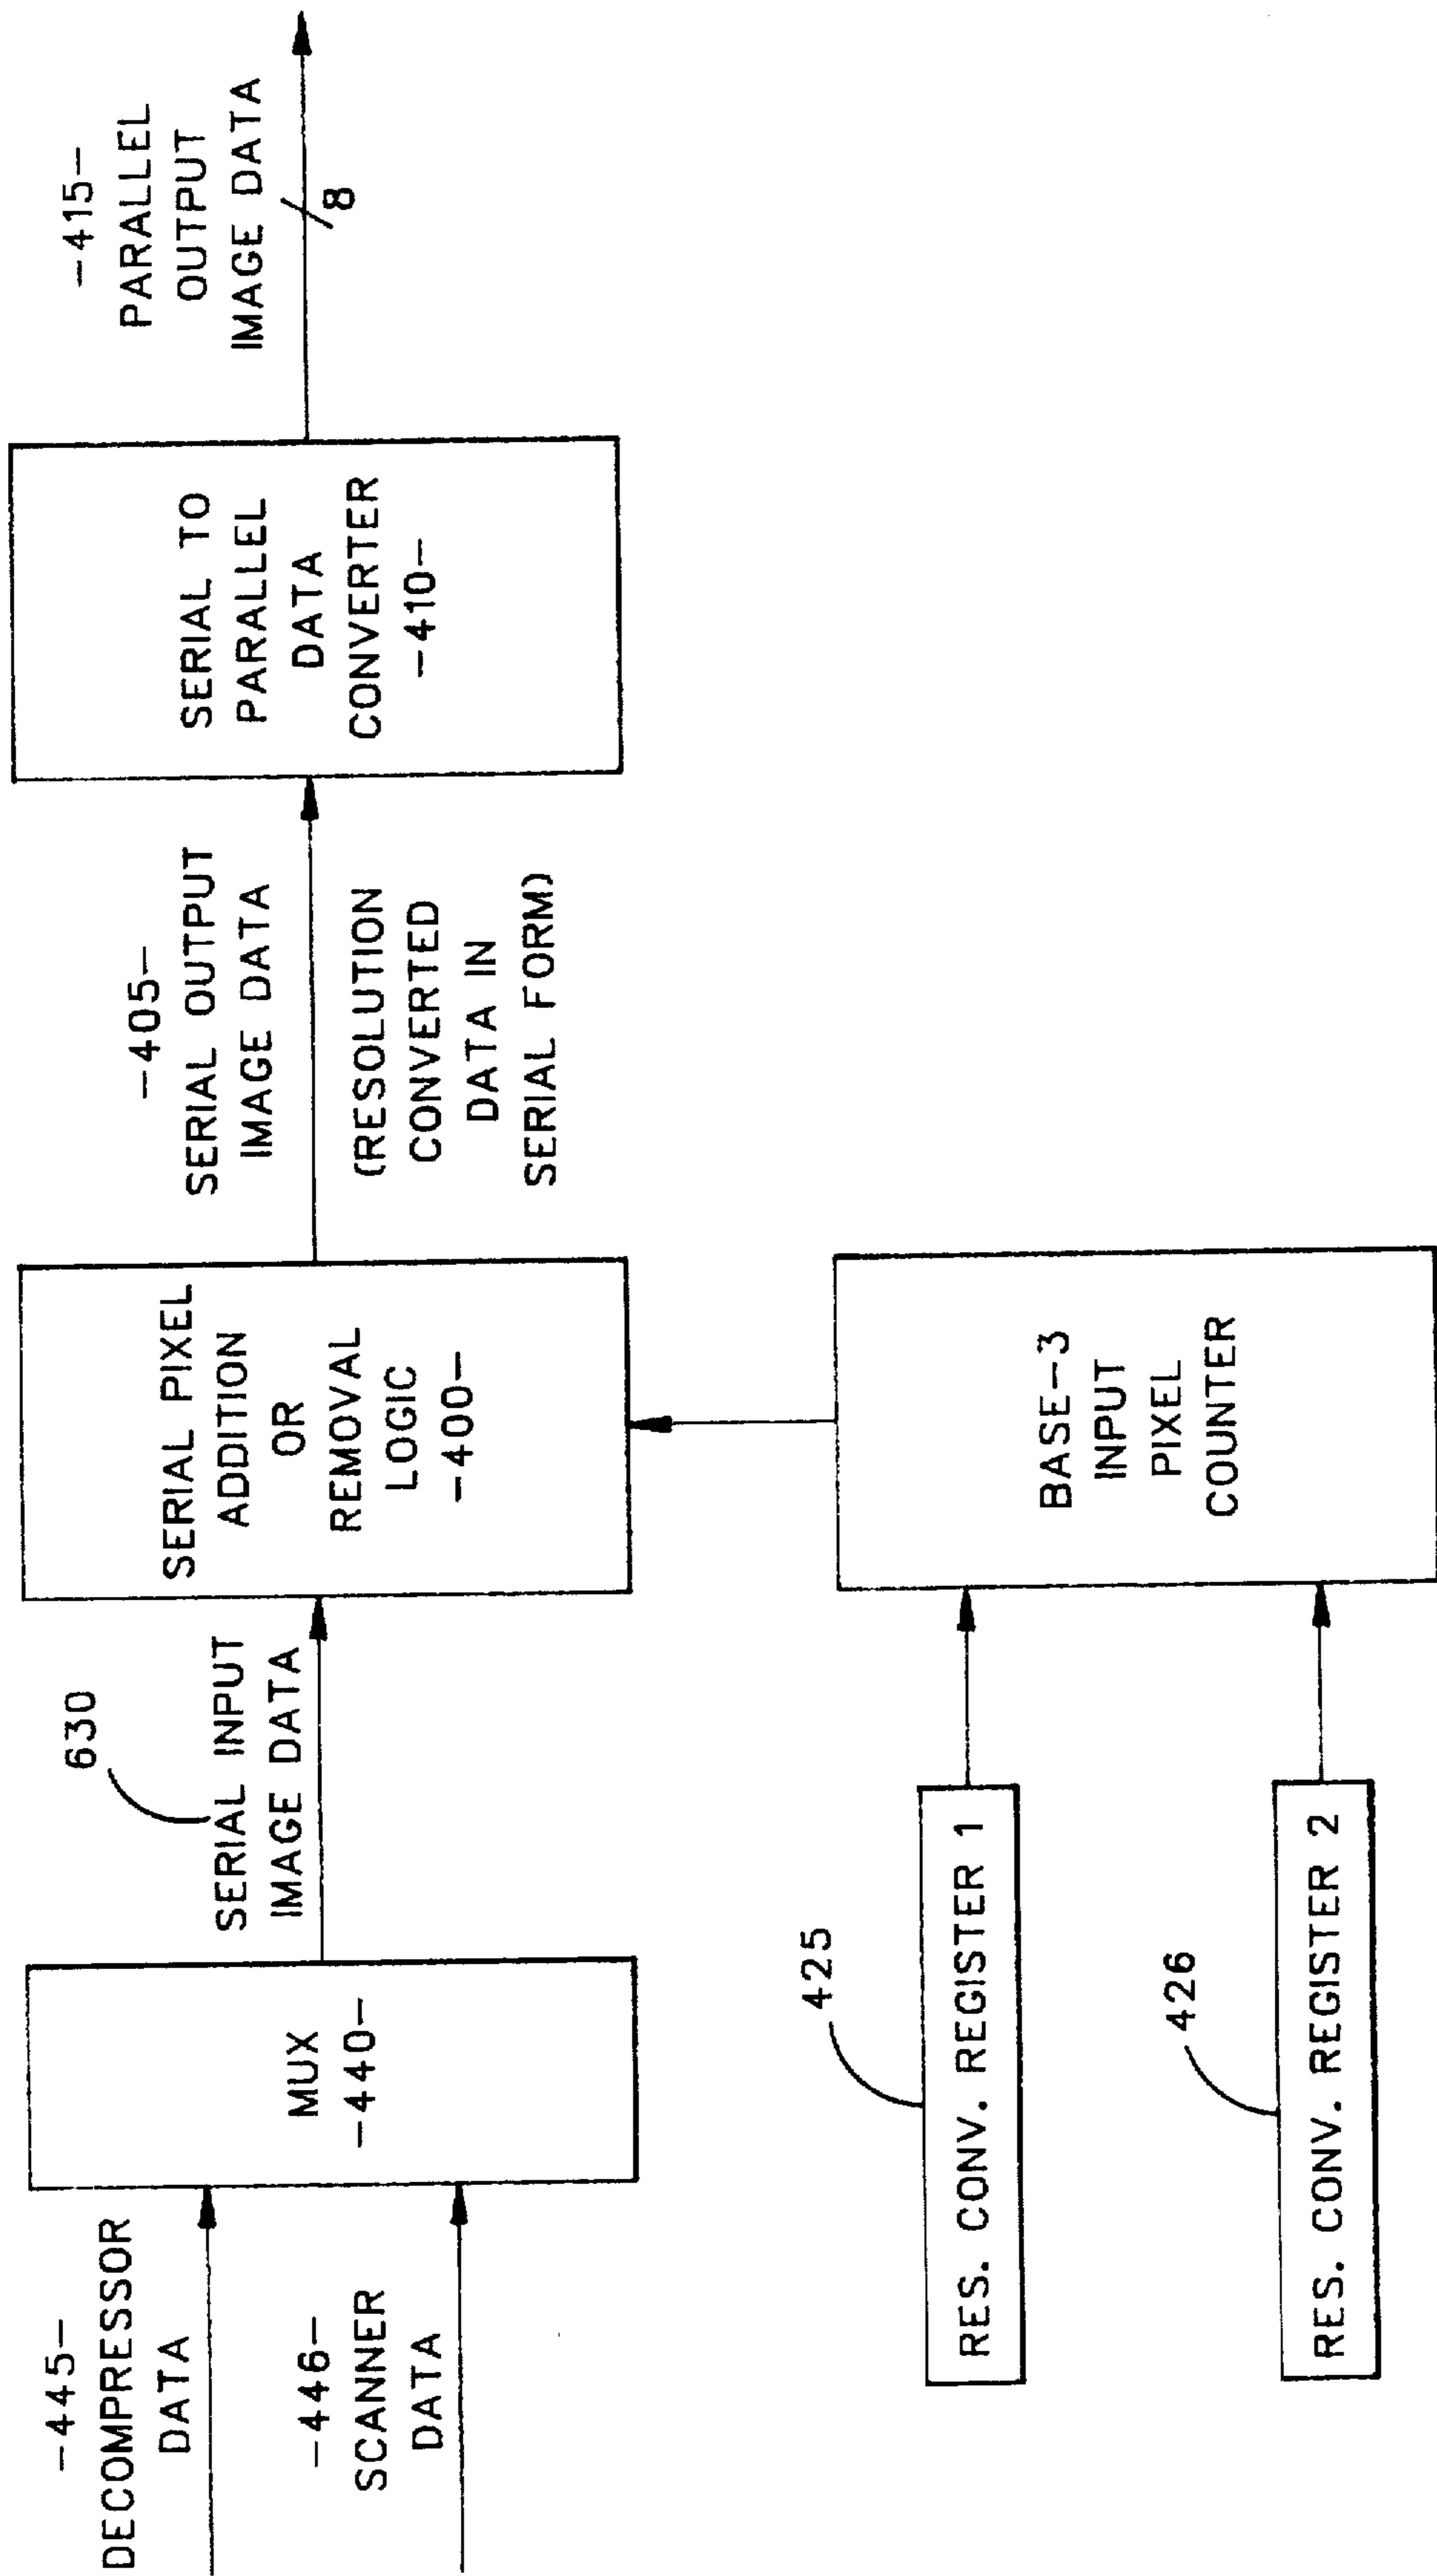 -445-
DECOMPRESSOR
DATA
-446-
SCANNER
DATA
MUX
-440-
630
SERIAL INPUT
IMAGE DATA
SERIAL PIXEL
ADDITION
OR
REMOVAL
LOGIC
-400-
-405-
SERIAL OUTPUT
IMAGE DATA
(RESOLUTION
CONVERTED
DATA IN
SERIAL FORM)
SERIAL TO
PARALLEL
DATA
CONVERTER
-410-
-415-
PARALLEL
OUTPUT
IMAGE DATA
8
425
RES. CONV. REGISTER 1
426
RES. CONV. REGISTER 2
BASE-3
INPUT
PIXEL
COUNTER